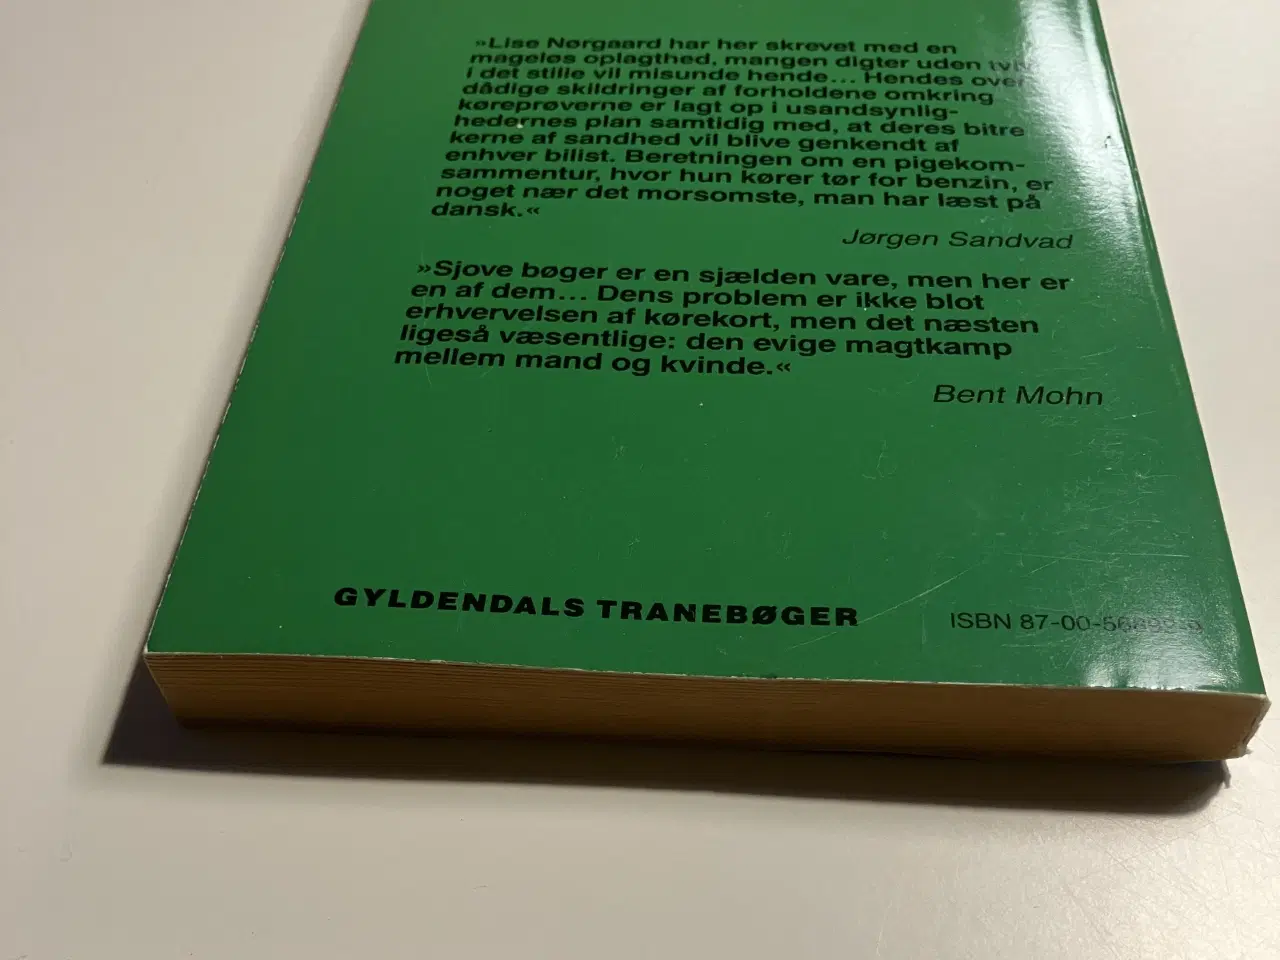 »Lise Nørgaard har her skrevet med en
mageløs oplagthed, mangen digter uden tvivl
i det stille vil misunde hende... Hendes over-
dådige skildringer af forholdene omkring
køreprøverne er lagt op i usandsynlig-
hedernes plan samtidig med, at deres bitre
kerne af sandhed vil blive genkendt af
enhver bilist. Beretningen om en pigekom-
sammentur, hvor hun kører tør for benzin, er
noget nær det morsomste, man har læst på
dansk.«
Jørgen Sandvad
»Sjove bøger er en sjælden vare, men her er
en af dem... Dens problem er ikke blot
erhvervelsen af kørekort, men det næsten
ligeså væsentlige: den evige magtkamp
mellem mand og kvinde.«
Bent Mohn
GYLDENDALS TRANEBØGER
ISBN